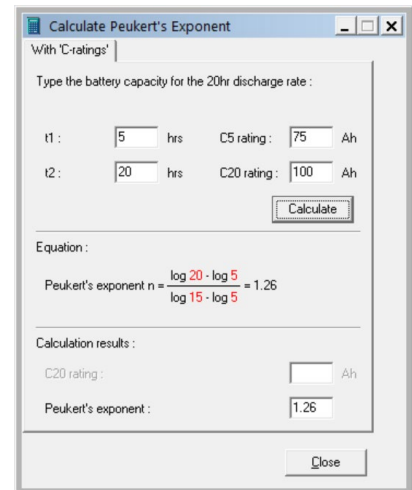 Calculate Peukert's Exponent
With 'C-ratings'
Type the battery capacity for the 20hr discharge rate :
t1 : 5 hrs C5 rating : 75 Ah
t2 : 20 hrs C20 rating : 100 Ah
Calculate
Equation :
log 20 - log 5
Peukert's exponent n = = 1.26
log 15 - log 5
Calculation results :
C20 rating : Ah
Peukert's exponent : 1.26
Close